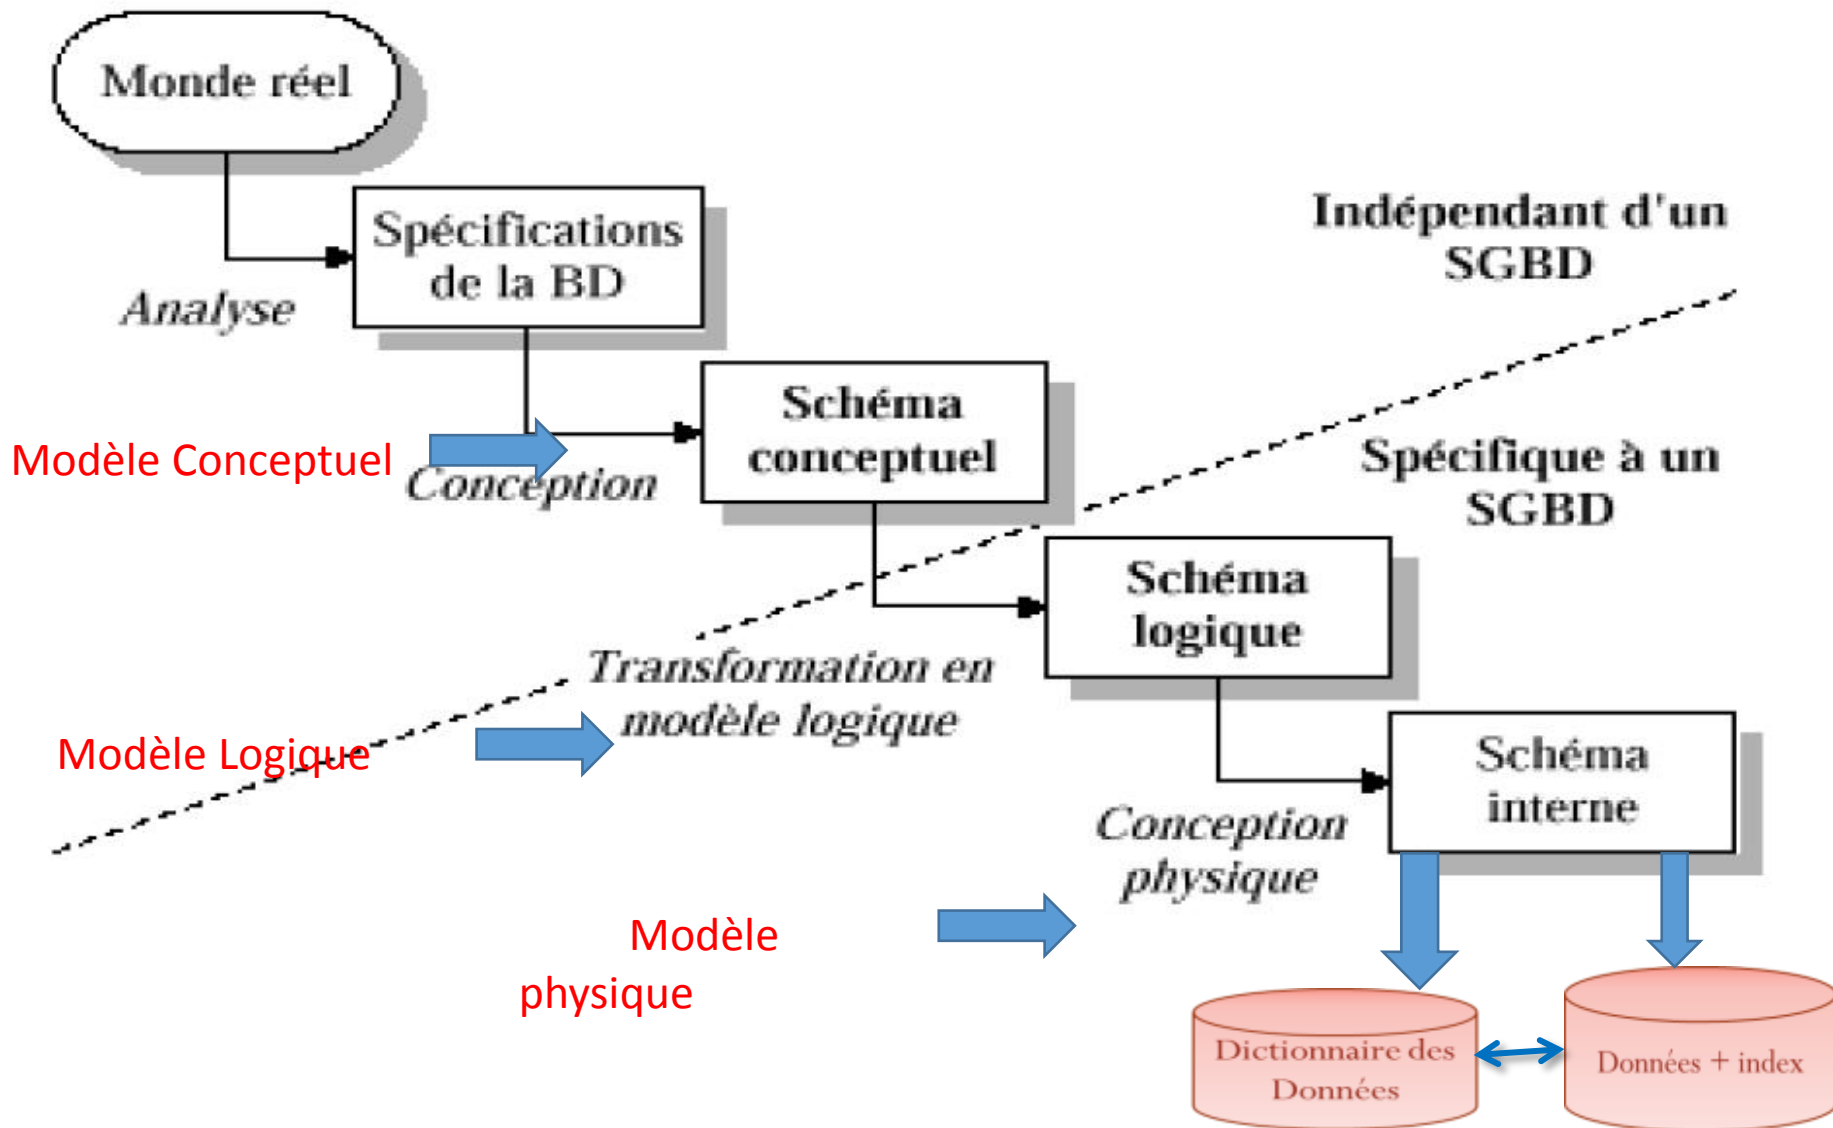 Monde réel
Spécifications
de la BD
Analyse
Indépendant d'un
SGBD
Schéma
conceptuel
Modèle Conceptuel
Conception
Spécifique à un
SGBD
Schéma
logique
Transformation en
modèle logique
Modèle Logique
Schéma
interne
Conception
physique
Modèle
physique
Dictionnaire des
Données
Données + index